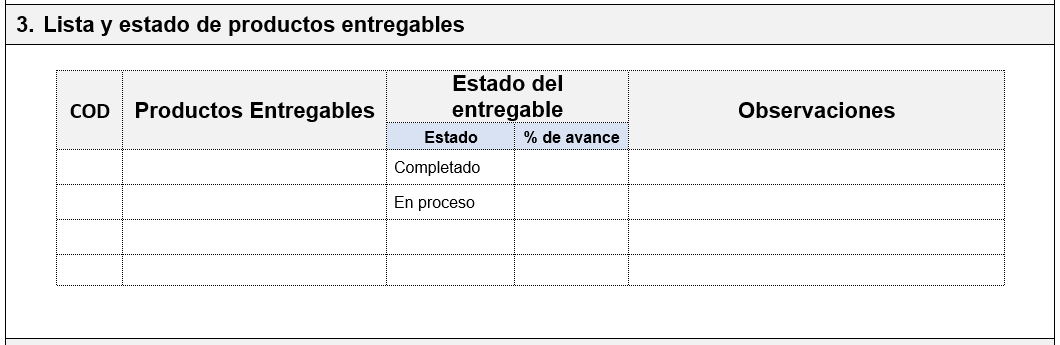 3. Lista y estado de productos entregables
COD
Productos Entregables
Estado del
entregable
Observaciones
Estado
% de avance
Completado
En proceso